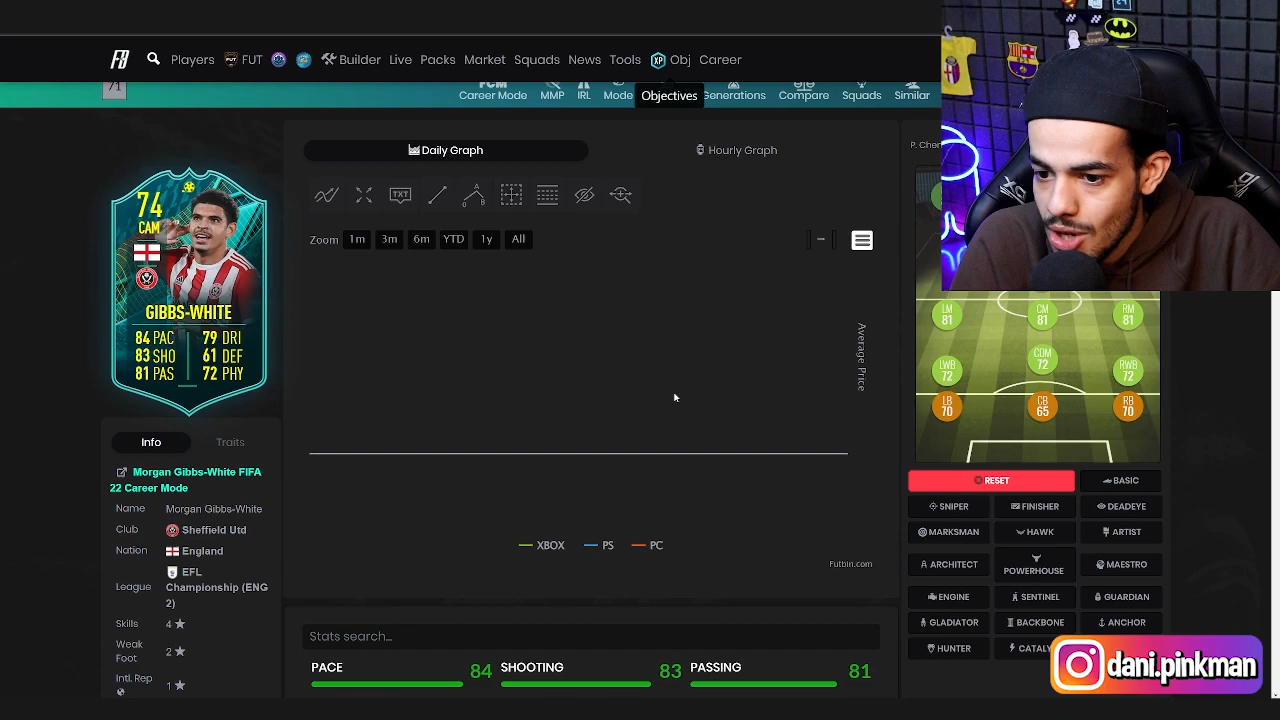 Players FUT Builder Live Packs Market Squads News Tools XP Obj Career
71
Career Mode MMP IRL Mode Objectives Generations Compare Squads Similar
Daily Graph Hourly Graph
TXT
Zoom 1m 3m 6m YTD 1y All
Average Price
XBOX PS PC
Futbin.com
74
CAM
GIBBS-WHITE
84 PAC 79 DRI
83 SHO 61 DEF
81 PAS 72 PHY
Info Traits
Morgan Gibbs-White FIFA
22 Career Mode
Name Morgan Gibbs-White
Club Sheffield Utd
Nation England
League EFL
Championship (ENG
2)
Skills 4
Weak
Foot 2
Intl.Rep 1
Stats search...
PACE 84 SHOOTING 83 PASSING 81
LM CM RM
81 81 81
LWB CDM RWB
72 72 72
LB CB RB
70 65 70
RESET BASIC
SNIPER FINISHER DEADEYE
MARKSMAN HAWK ARTIST
ARCHITECT POWERHOUSE MAESTRO
ENGINE SENTINEL GUARDIAN
GLADIATOR BACKBONE ANCHOR
HUNTER
dani.pinkman